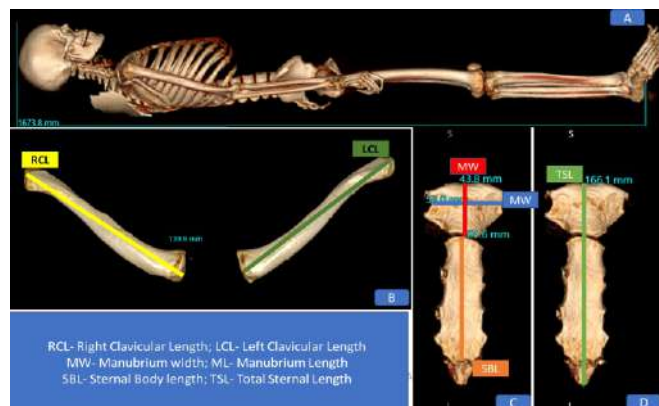 A
1673.8 mm
RCL
LCL
B
S
MW
43.8 mm
MW
SBL
C
S
TSL
166.1 mm
D
RCL- Right Clavicular Length; LCL- Left Clavicular Length
MW- Manubrium width; ML- Manubrium Length
SBL- Sternal Body length; TSL- Total Sternal Length